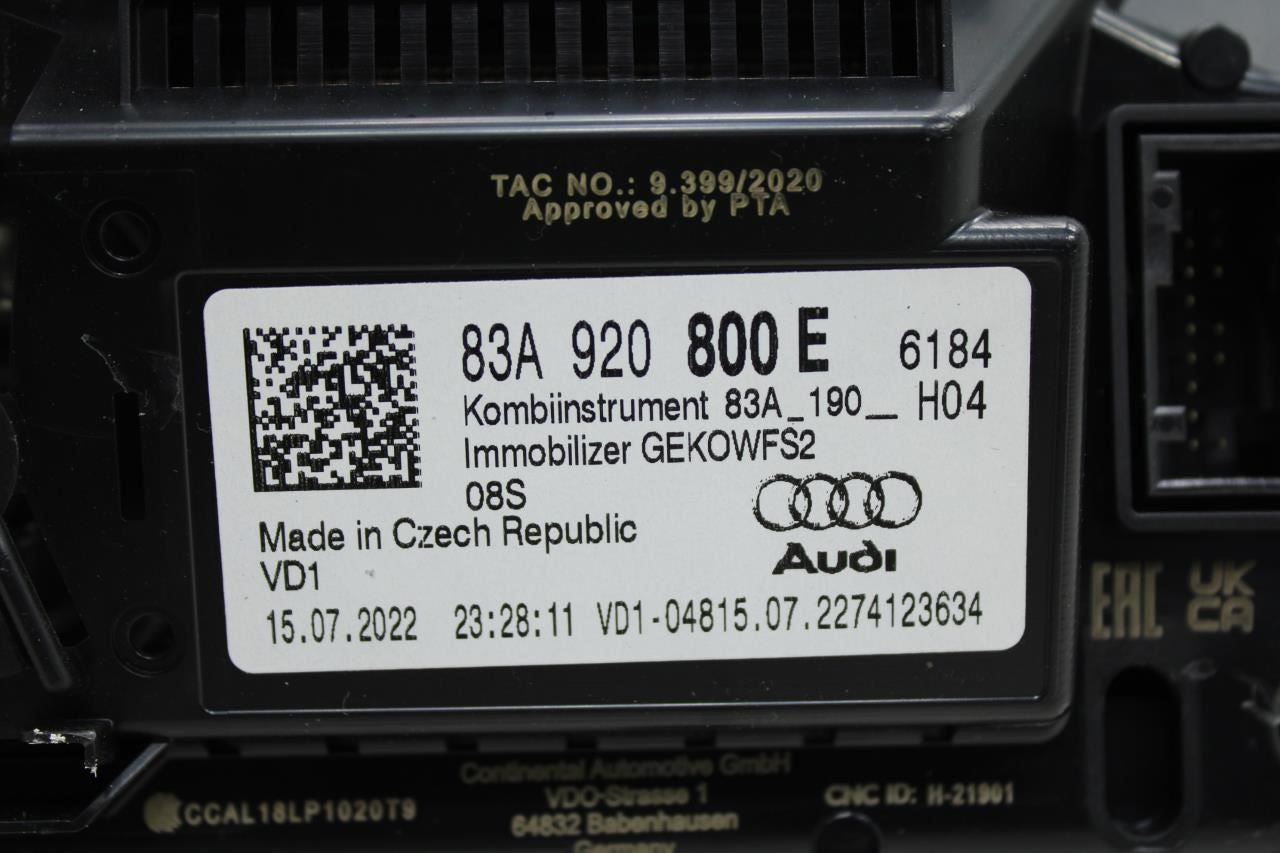 TAC NO.: 9.399/2020
Approved by PTA
83A 920 800 E 6184
Kombiinstrument 83A_190__ H04
Immobilizer GEKOWFS2
08S
Made in Czech Republic
VD1
Audi
15.07.2022 23:28:11 VD1-04815.07.2274123634
EAC
UK
CA
Continental Automotive GmbH
VDO-Strasse 1
64832 Babenhausen
Germany
CCAL18LP1020T9
CNC ID: H-21901